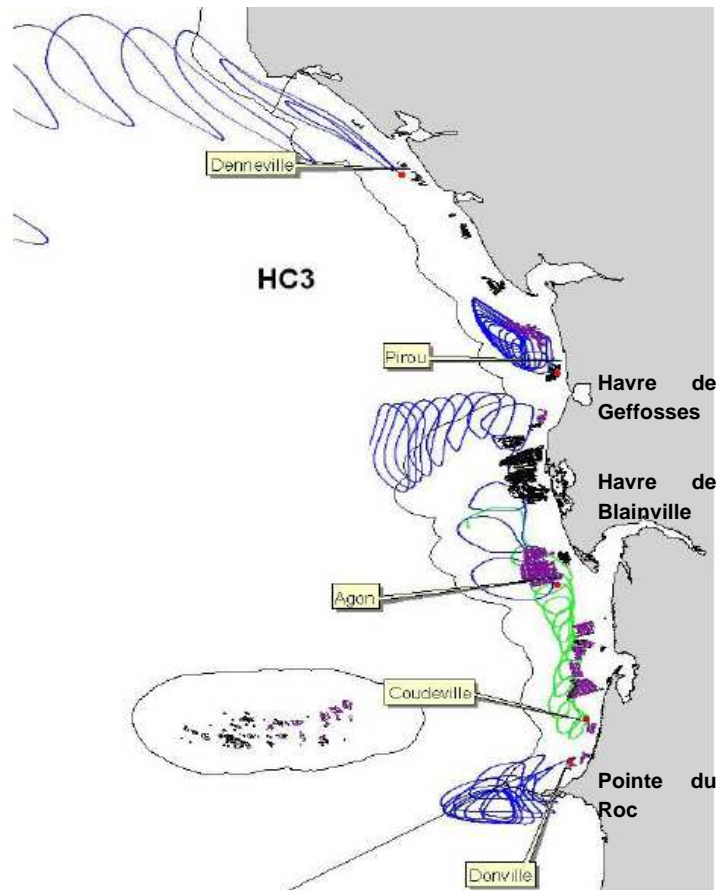 Denneville
HC3
Pirou
Havre de
Geffosses
Havre de
Blainville
Agon
Coudeville
Pointe du
Roc
Donville